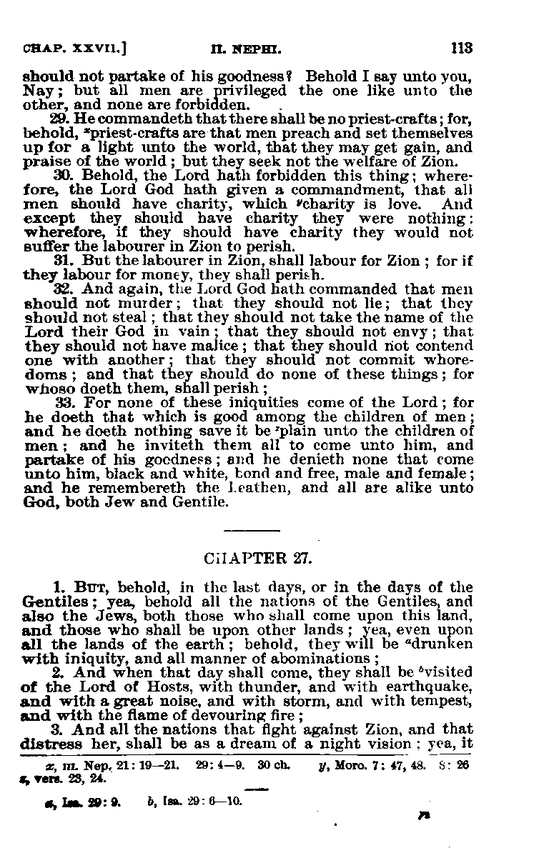 CHAP. XXVII.] II. NEPHI. 113
should not partake of his goodness? Behold I say unto you,
Nay; but all men are privileged the one like unto the
other, and none are forbidden.
29. He commandeth that there shall be no priest-crafts; for,
behold, ˣpriest-crafts are that men preach and set themselves
up for a light unto the world, that they may get gain, and
praise of the world; but they seek not the welfare of Zion.
30. Behold, the Lord hath forbidden this thing; where-
fore, the Lord God hath given a commandment, that all
men should have charity, which ʸcharity is love. And
except they should have charity they were nothing:
wherefore, if they should have charity they would not
suffer the labourer in Zion to perish.
31. But the labourer in Zion, shall labour for Zion; for if
they labour for money, they shall perish.
32. And again, the Lord God hath commanded that men
should not murder; that they should not lie; that they
should not steal; that they should not take the name of the
Lord their God in vain; that they should not envy; that
they should not have malice; that they should not contend
one with another; that they should not commit whore-
doms; and that they should do none of these things; for
whoso doeth them, shall perish;
33. For none of these iniquities come of the Lord; for
he doeth that which is good among the children of men;
and he doeth nothing save it be ᶻplain unto the children of
men; and he inviteth them all to come unto him, and
partake of his goodness; and he denieth none that come
unto him, black and white, bond and free, male and female;
and he remembereth the heathen, and all are alike unto
God, both Jew and Gentile.
CHAPTER 27.
1. BUT, behold, in the last days, or in the days of the
Gentiles; yea, behold all the nations of the Gentiles, and
also the Jews, both those who shall come upon this land,
and those who shall be upon other lands; yea, even upon
all the lands of the earth; behold, they will be ᵃdrunken
with iniquity, and all manner of abominations;
2. And when that day shall come, they shall be ᵇvisited
of the Lord of Hosts, with thunder, and with earthquake,
and with a great noise, and with storm, and with tempest,
and with the flame of devouring fire;
3. And all the nations that fight against Zion, and that
distress her, shall be as a dream of a night vision: yea, it
x, III. Nep. 21: 19—21. 29: 4—9. 30 ch. y, Moro. 7: 47, 48. 8: 26
z, vers. 23, 24.
a, Isa. 29: 9. b, Isa. 29: 6—10.